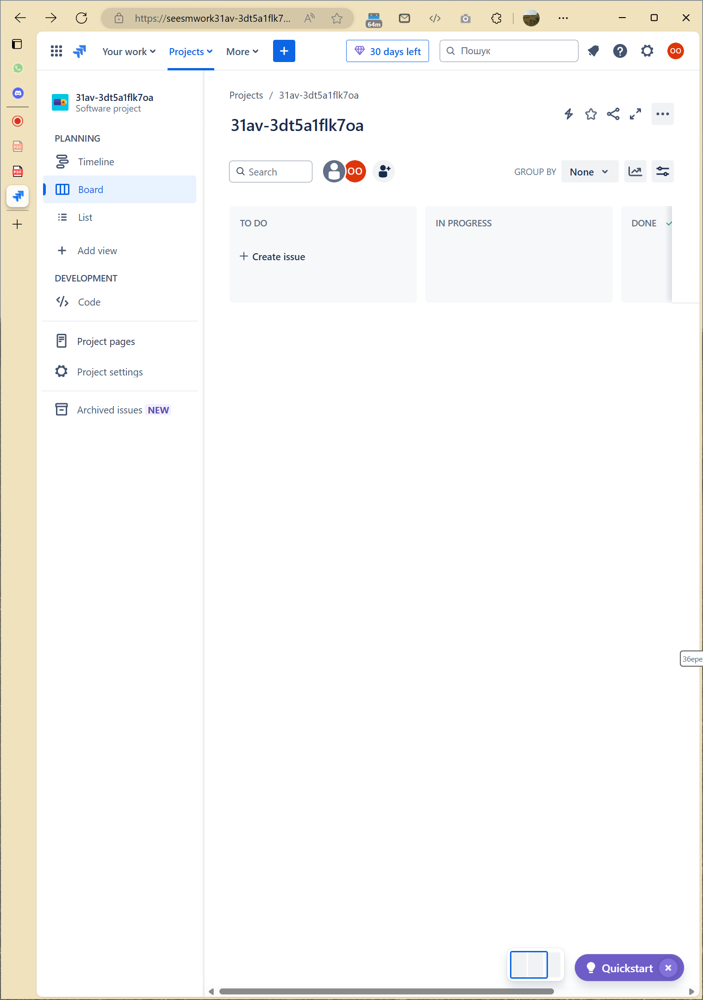 https://seesmwork31av-3dt5a1flk7...
64m
Your work
Projects
More
30 days left
Пошук
OO
31av-3dt5a1flk7oa
Software project
PLANNING
Timeline
Board
List
Add view
DEVELOPMENT
Code
Project pages
Project settings
Archived issues NEW
Projects / 31av-3dt5a1flk7oa
31av-3dt5a1flk7oa
Search
OO
GROUP BY
None
TO DO
IN PROGRESS
DONE
Create issue
Збере
Quickstart
PDF
PDF